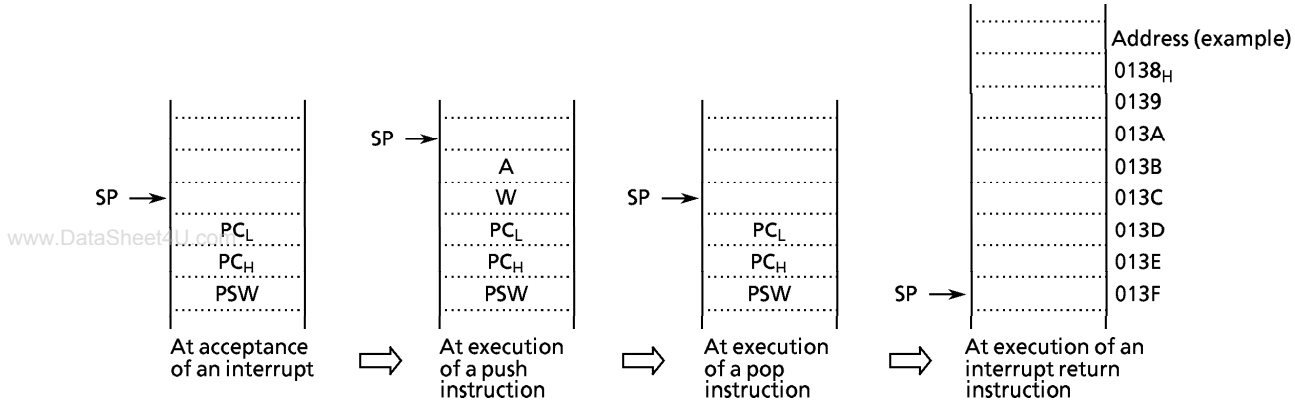 Address (example)
0138H
0139
013A
013B
013C
013D
013E
013F
SP
PCL
PCH
PSW
At acceptance
of an interrupt
SP
A
W
PCL
PCH
PSW
At execution
of a push
instruction
SP
PCL
PCH
PSW
At execution
of a pop
instruction
SP
At execution of an
interrupt return
instruction
www.DataSheet4U.com